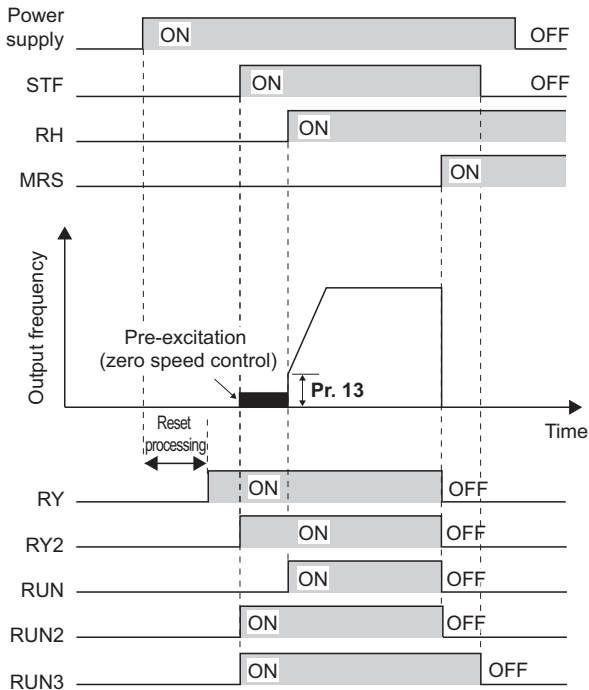 Power
supply
ON
OFF
STF
ON
OFF
RH
ON
MRS
ON
Output frequency
Pre-excitation
(zero speed control)
Pr. 13
Time
Reset
processing
RY
ON
OFF
RY2
ON
OFF
RUN
ON
OFF
RUN2
ON
OFF
RUN3
ON
OFF